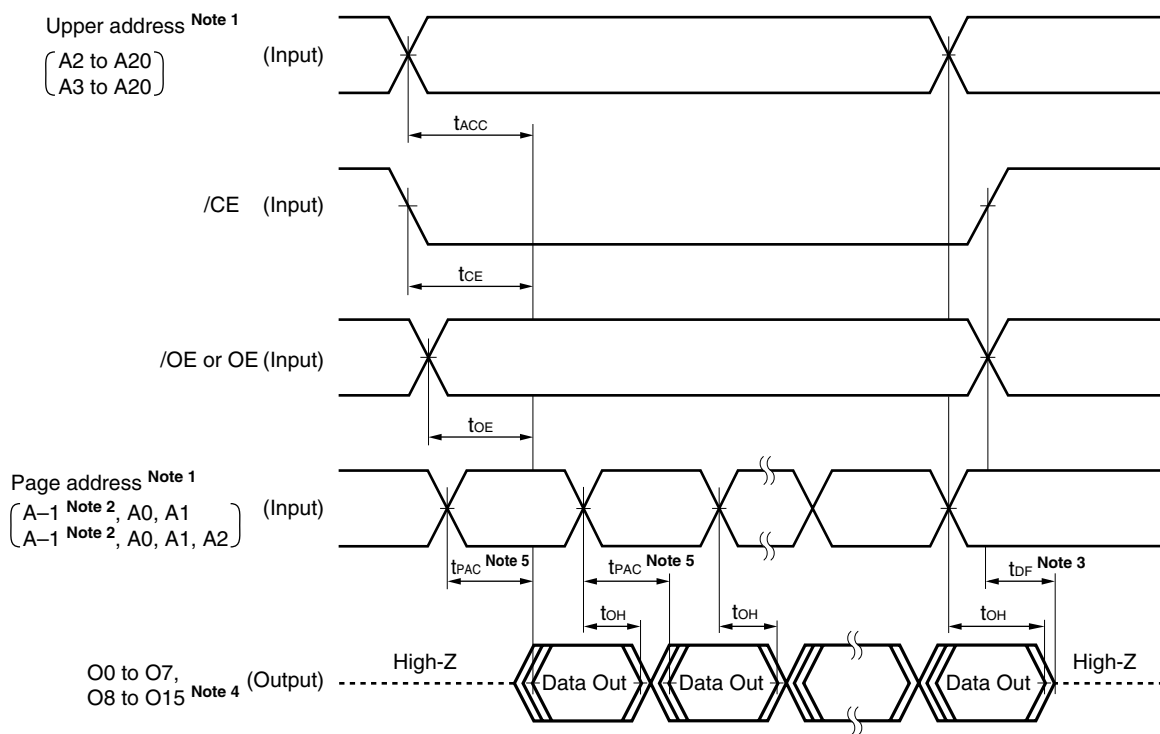 Upper address Note 1 (Input)
A2 to A20
A3 to A20
tACC
/CE (Input)
tCE
/OE or OE (Input)
tOE
Page address Note 1 (Input)
A–1 Note 2, A0, A1
A–1 Note 2, A0, A1, A2
tPAC Note 5
tPAC Note 5
tDF Note 3
tOH
tOH
tOH
O0 to O7,
O8 to O15 Note 4 (Output)
High-Z
Data Out
Data Out
Data Out
High-Z